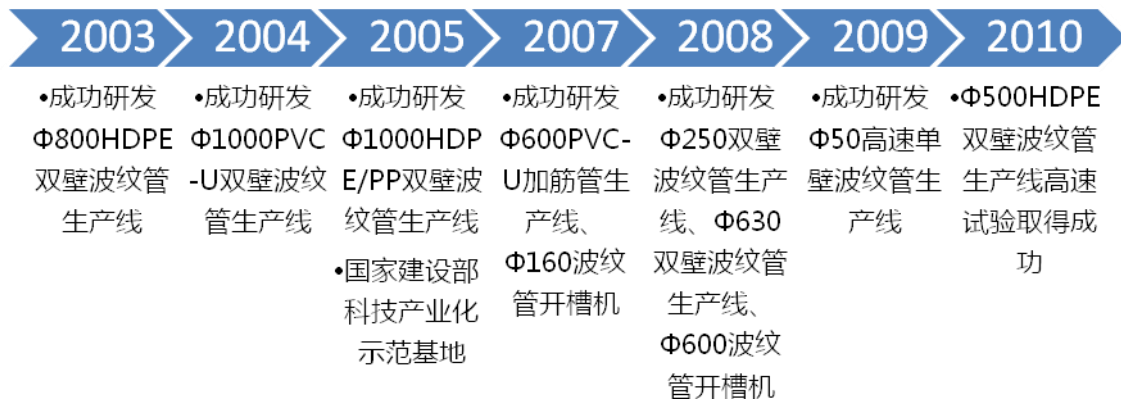 2003
2004
2005
2007
2008
2009
2010
•成功研发
Φ800HDPE
双壁波纹管
生产线
•成功研发
Φ1000PVC
-U双壁波纹
管生产线
•成功研发
Φ1000HDP
E/PP双壁波
纹管生产线
•国家建设部
科技产业化
示范基地
•成功研发
Φ600PVC-
U加筋管生
产线、
Φ160波纹
管开槽机
•成功研发
Φ250双壁
波纹管生产
线、Φ630
双壁波纹管
生产线、
Φ600波纹
管开槽机
•成功研发
Φ50高速单
壁波纹管生
产线
•Φ500HDPE
双壁波纹管
生产线高速
试验取得成
功